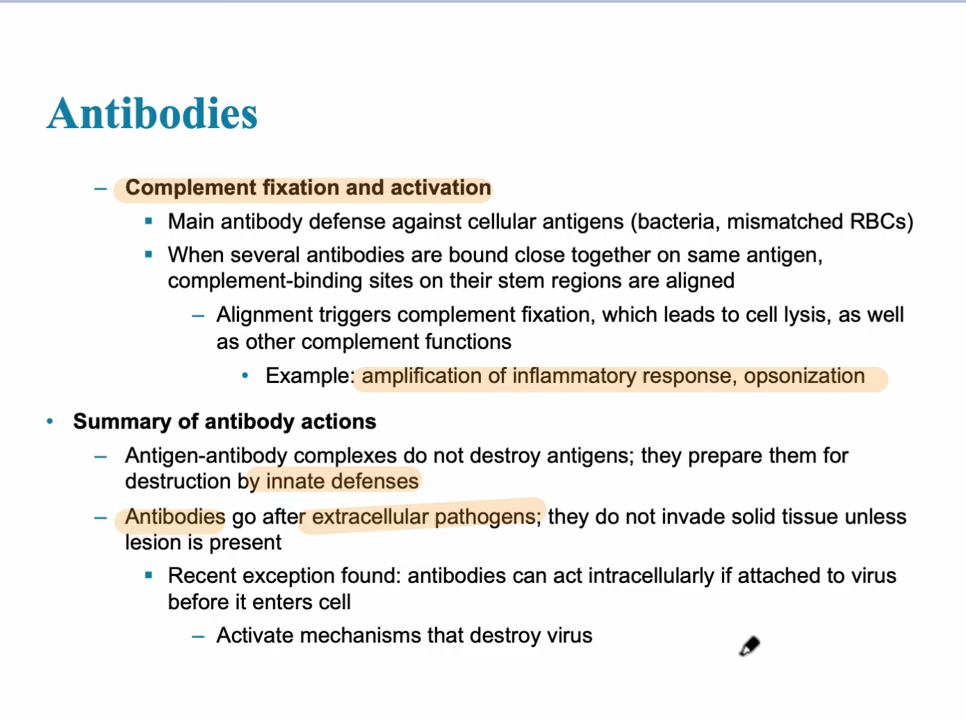 Antibodies
– Complement fixation and activation
▪ Main antibody defense against cellular antigens (bacteria, mismatched RBCs)
▪ When several antibodies are bound close together on same antigen,
complement-binding sites on their stem regions are aligned
– Alignment triggers complement fixation, which leads to cell lysis, as well
as other complement functions
• Example: amplification of inflammatory response, opsonization
• Summary of antibody actions
– Antigen-antibody complexes do not destroy antigens; they prepare them for
destruction by innate defenses
– Antibodies go after extracellular pathogens; they do not invade solid tissue unless
lesion is present
▪ Recent exception found: antibodies can act intracellularly if attached to virus
before it enters cell
– Activate mechanisms that destroy virus